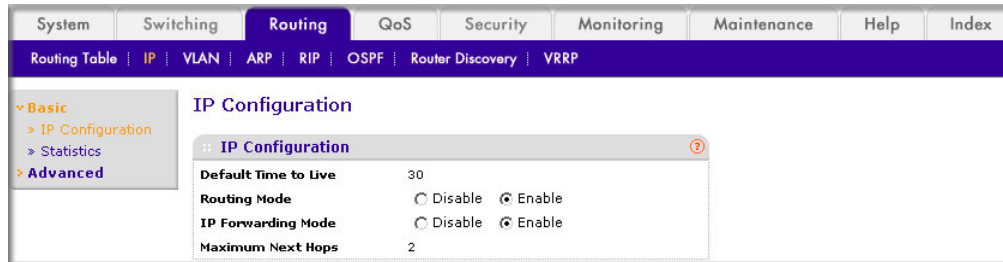 System Switching Routing QoS Security Monitoring Maintenance Help Index
Routing Table IP VLAN ARP RIP OSPF Router Discovery VRRP
Basic
» IP Configuration
» Statistics
Advanced
IP Configuration
IP Configuration ?
Default Time to Live 30
Routing Mode Disable Enable
IP Forwarding Mode Disable Enable
Maximum Next Hops 2